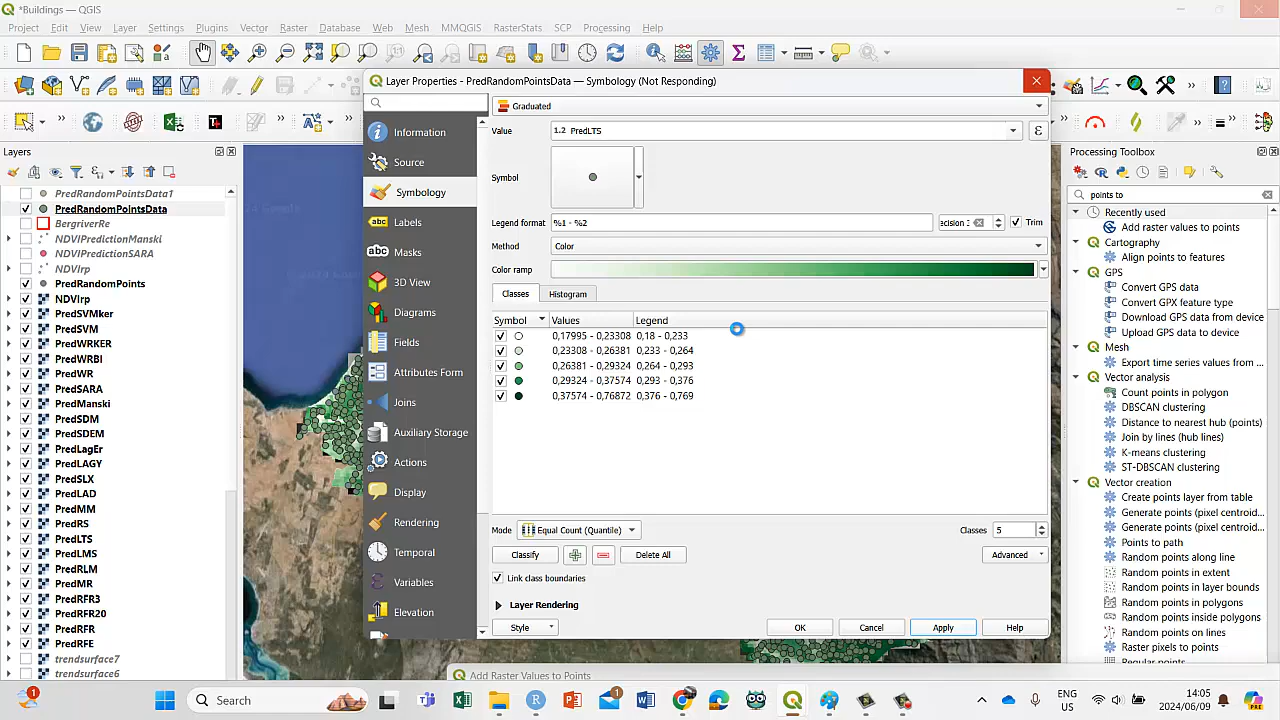 *Buildings — QGIS
Project Edit View Layer Settings Plugins Vector Raster Database Web Mesh MMQGIS RasterStats SCP Processing Help
Layer Properties - PredRandomPointsData — Symbology (Not Responding)
Layers
PredRandomPointsData1
PredRandomPointsData
BergriverRe
NDVIPredictionManski
NDVIPredictionSARA
NDVIrp
PredRandomPoints
NDVIrp
PredSVMker
PredSVM
PredWRKER
PredWRBI
PredWR
PredSARA
PredManski
PredSDM
PredSDEM
PredLagEr
PredLAGY
PredSLX
PredLAD
PredMM
PredRS
PredLTS
PredLMS
PredRLM
PredMR
PredRFR3
PredRFR20
PredRFR
PredRFE
trendsurface7
trendsurface6
Information
Source
Symbology
abc Labels
abc Masks
3D View
Diagrams
Fields
Attributes Form
Joins
Auxiliary Storage
Actions
Display
Rendering
Temporal
Variables
Elevation
Graduated
Value 1.2 PredLTS ε
Symbol
Legend format %1 - %2 Trim
Method Color
Color ramp
Classes Histogram
Symbol Values Legend
0,17995 - 0,23308 0,18 - 0,233
0,23308 - 0,26381 0,233 - 0,264
0,26381 - 0,29324 0,264 - 0,293
0,29324 - 0,37574 0,293 - 0,376
0,37574 - 0,76872 0,376 - 0,769
Mode Equal Count (Quantile) Classes 5
Classify Delete All Advanced
Link class boundaries
Layer Rendering
Style OK Cancel Apply Help
Add Raster Values to Points
Processing Toolbox
points to
Recently used
Add raster values to points
Cartography
Align points to features
GPS
Convert GPS data
Convert GPX feature type
Download GPS data from device
Upload GPS data to device
Mesh
Export time series values from ...
Vector analysis
Count points in polygon
DBSCAN clustering
Distance to nearest hub (points)
Join by lines (hub lines)
K-means clustering
ST-DBSCAN clustering
Vector creation
Create points layer from table
Generate points (pixel centroid...
Generate points (pixel centroid...
Points to path
Random points along line
Random points in extent
Random points in layer bounds
Random points in polygons
Random points inside polygons
Random points on lines
Raster pixels to points
Search
ENG
US
14:03